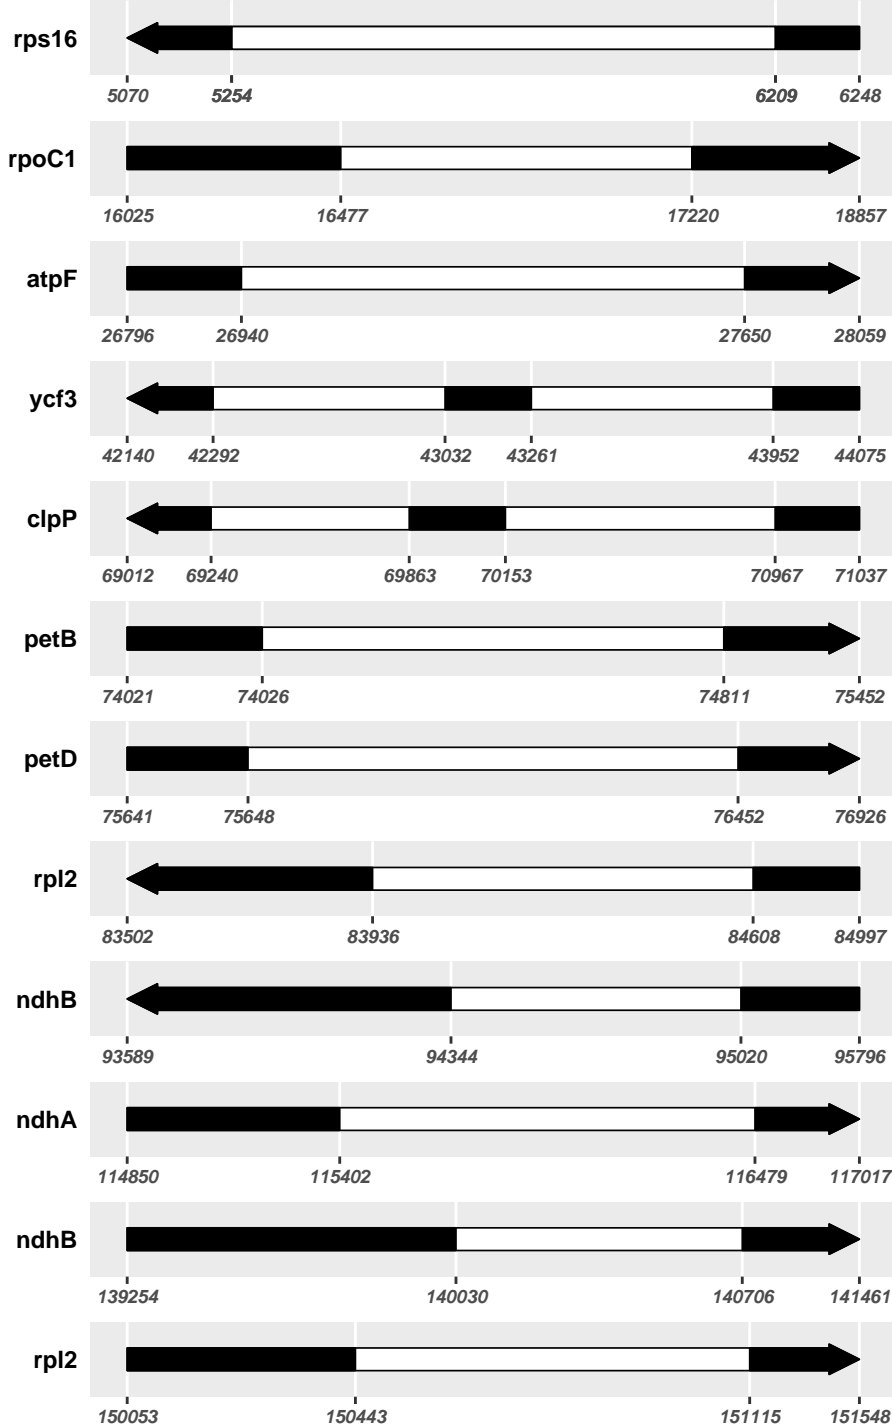 rps16
5070 5254 6209 6248
rpoC1
16025 16477 17220 18857
atpF
26796 26940 27650 28059
ycf3
42140 42292 43032 43261 43952 44075
clpP
69012 69240 69863 70153 70967 71037
petB
74021 74026 74811 75452
petD
75641 75648 76452 76926
rpl2
83502 83936 84608 84997
ndhB
93589 94344 95020 95796
ndhA
114850 115402 116479 117017
ndhB
139254 140030 140706 141461
rpl2
150053 150443 151115 151548